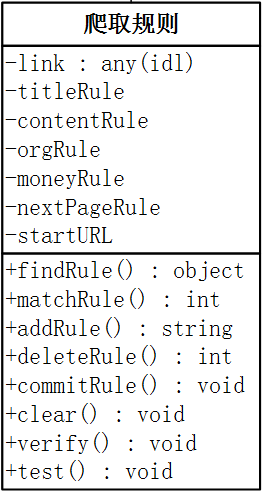 爬取规则
-link : any(idl)
-titleRule
-contentRule
-orgRule
-moneyRule
-nextPageRule
-startURL
+findRule() : object
+matchRule() : int
+addRule() : string
+deleteRule() : int
+commitRule() : void
+clear() : void
+verify() : void
+test() : void